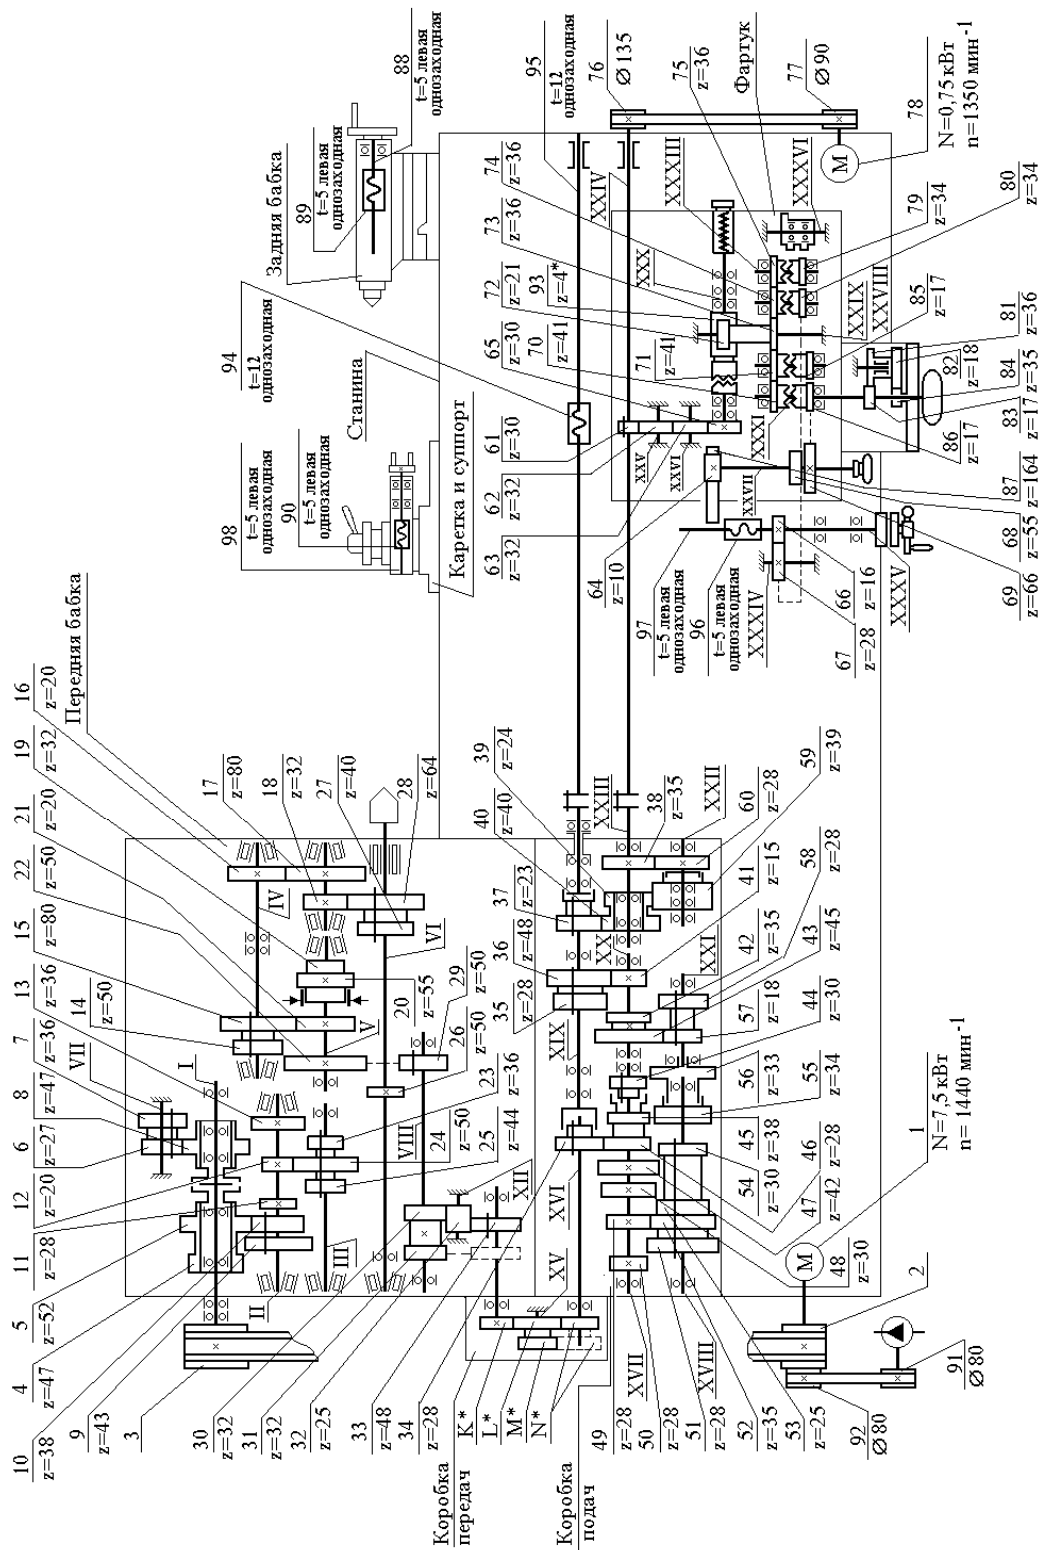 16
z=20
Передняя бабка
19
z=32
21
z=20
22
z=50
15
z=80
13
z=36
14
z=50
7
z=36
VII
8
z=47
6
z=27
12
z=20
11
z=28
5
z=52
4
z=47
10
z=38
9
z=43
3
I
II
III
IV
V
VI
VIII
17
z=80
18
z=32
27
z=40
28
z=64
20
z=55
29
z=50
26
z=50
23
z=36
24
z=50
25
z=44
XII
30
z=32
31
z=32
32
z=25
33
z=48
34
z=28
K*
L*
M*
N*
Коробка
передач
Коробка
подач
XV
XVI
XVII
XVIII
XIX
XX
XXI
XXII
XXIII
39
z=24
40
z=40
37
z=23
36
z=48
35
z=28
38
z=35
60
z=28
59
z=39
41
z=15
58
z=28
42
z=35
43
z=45
57
z=18
44
z=30
56
z=33
55
z=34
45
z=38
54
z=30
46
z=28
47
z=42
48
z=30
49
z=28
50
z=28
51
z=28
52
z=35
53
z=25
1
N=7,5 кВт
n= 1440 мин-1
2
М
91
Ø 80
92
Ø 80
Задняя бабка
89
t=5 левая
однозаходная
88
t=5 левая
однозаходная
94
t=12
однозаходная
Станина
90
t=5 левая
однозаходная
98
t=5 левая
однозаходная
Каретка и суппорт
95
t=12
однозаходная
76
Ø 135
75
z=36
Фартук
77
Ø 90
78
N=0,75 кВт
n=1350 мин-1
М
74
z=36
73
z=36
72
z=21
93
z=4*
65
z=30
70
z=41
71
z=41
61
z=30
62
z=32
63
z=32
64
z=10
XXIV
XXV
XXVI
XXVII
XXVIII
XXIX
XXX
XXXI
XXXIII
XXXIV
XXXV
XXXVI
97
t=5 левая
однозаходная
96
t=5 левая
однозаходная
80
z=34
79
z=34
85
z=17
81
z=36
82
z=18
84
z=35
83
z=17
86
z=17
87
z=164
68
z=55
69
z=66
66
z=16
67
z=28